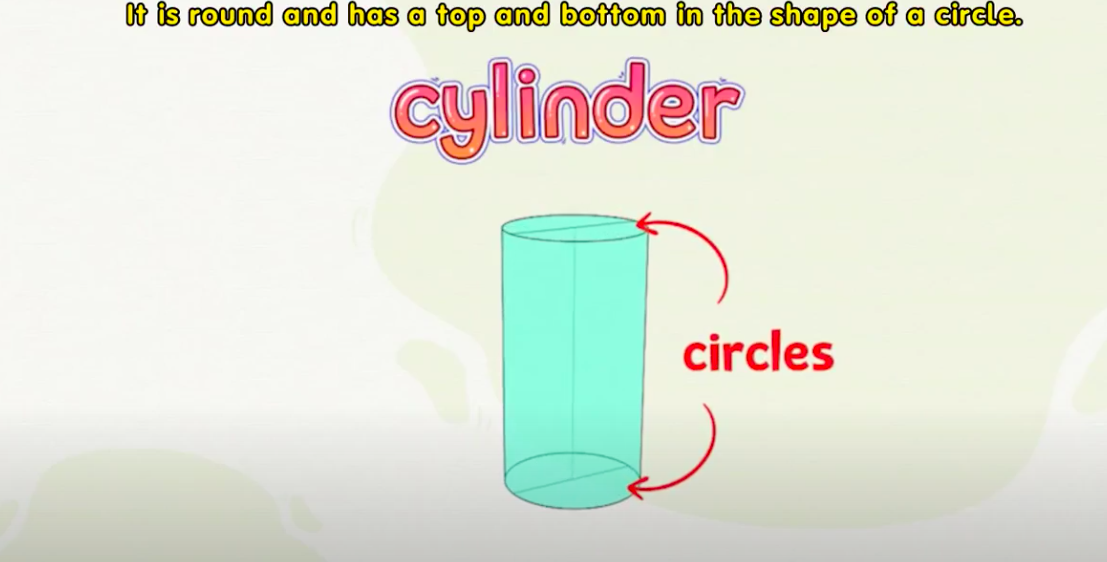 It is round and has a top and bottom in the shape of a circle.
cylinder
circles